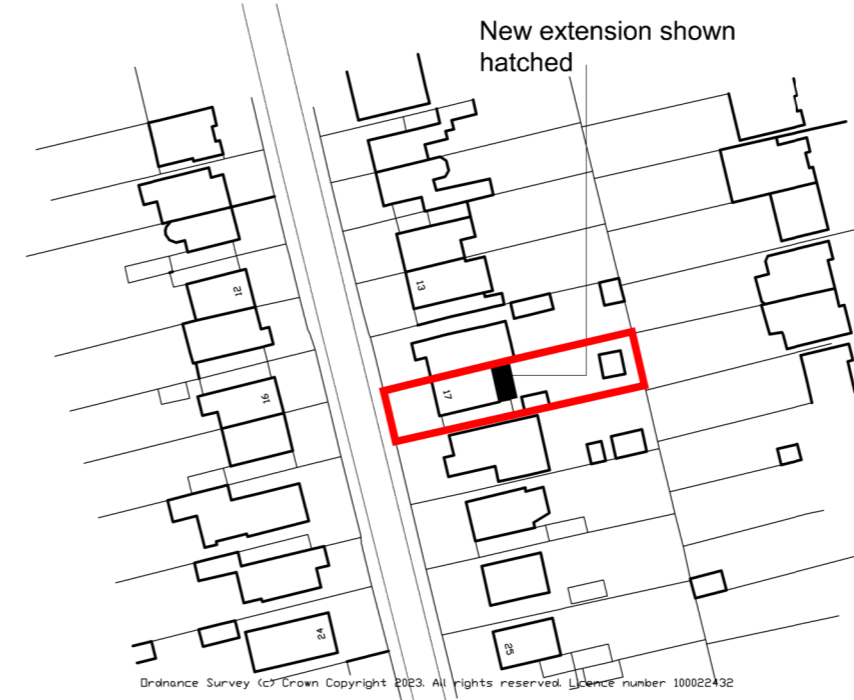 New extension shown
hatched
13
12
17
16
24
25
Ordnance Survey (c) Crown Copyright 2023. All rights reserved. Licence number 100022432